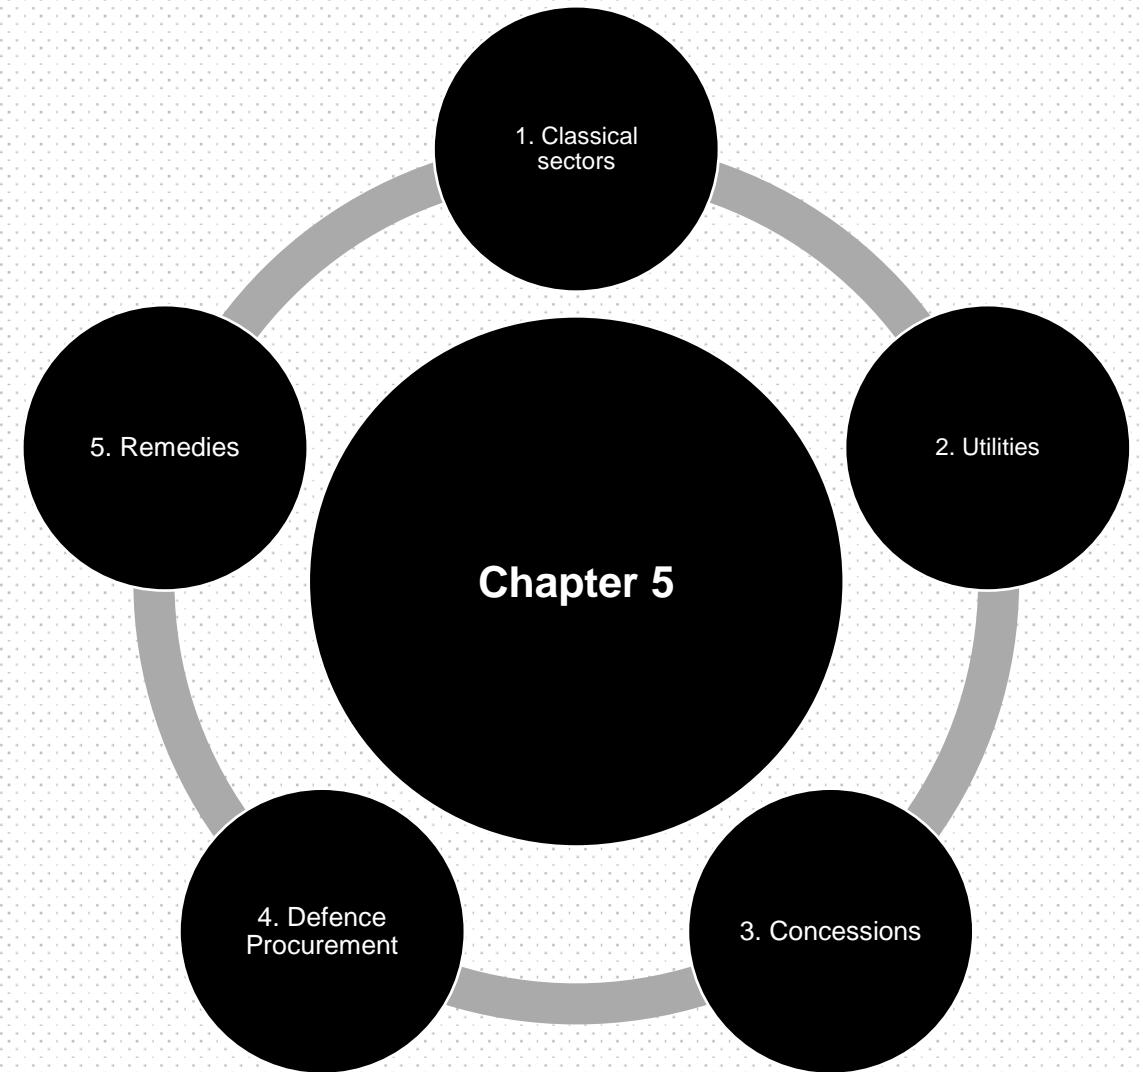 1. Classical
sectors
2. Utilities
3. Concessions
4. Defence
Procurement
5. Remedies
Chapter 5